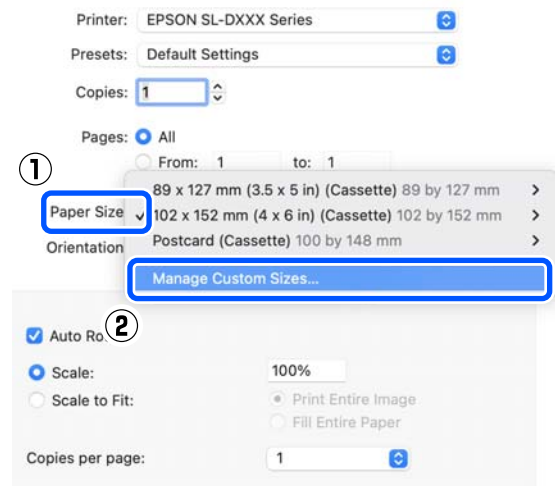 Printer: EPSON SL-DXXX Series
Presets: Default Settings
Copies: 1
Pages: All
From: 1 to: 1
1
89 x 127 mm (3.5 x 5 in) (Cassette) 89 by 127 mm >
Paper Size ✓ 102 x 152 mm (4 x 6 in) (Cassette) 102 by 152 mm >
Orientation Postcard (Cassette) 100 by 148 mm >
Manage Custom Sizes...
2
Auto Ro
Scale: 100%
Scale to Fit: Print Entire Image
Fill Entire Paper
Copies per page: 1